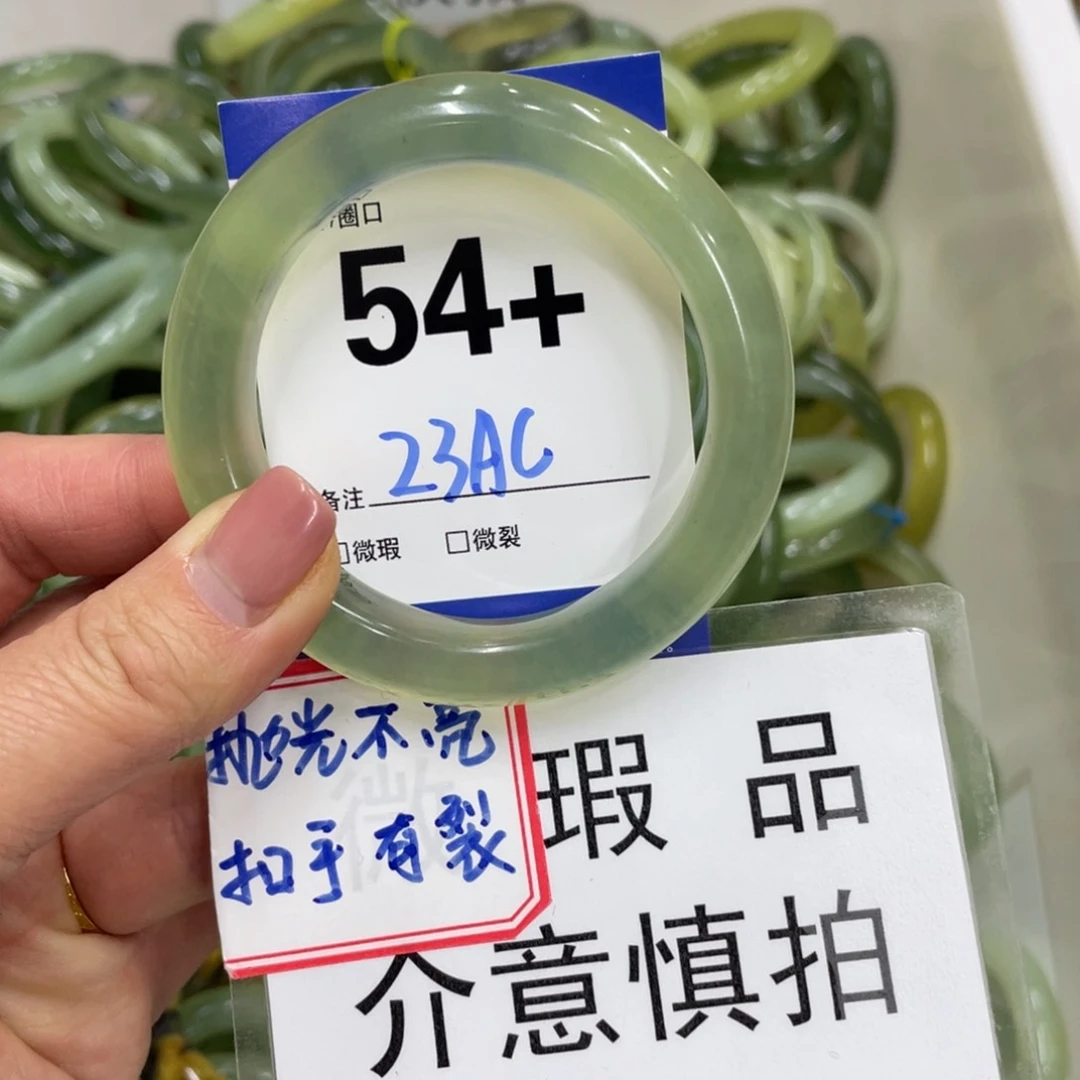 圈口
54+
备注 23AC
□微瑕 □微裂
抛光不亮
扣手有裂
微瑕品
介意慎拍